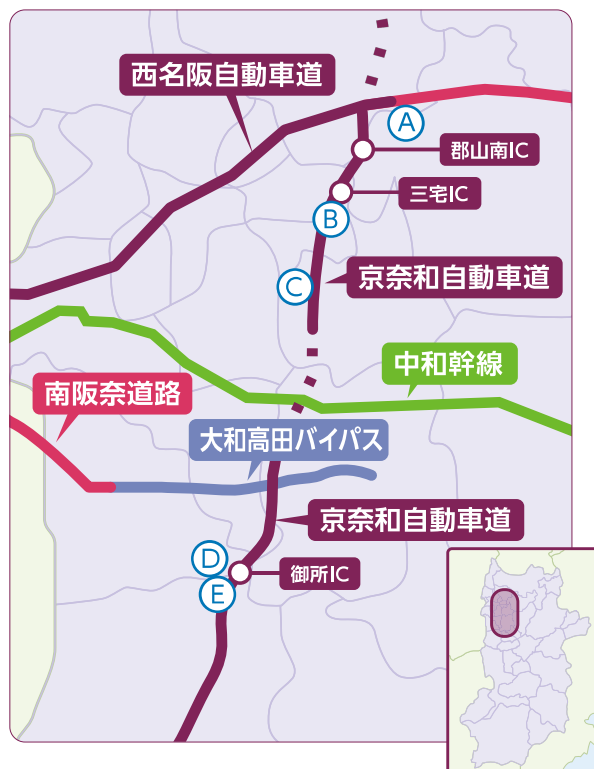 西名阪自動車道
A
郡山南IC
三宅IC
B
京奈和自動車道
C
中和幹線
南阪奈道路
大和高田バイパス
京奈和自動車道
D
御所IC
E